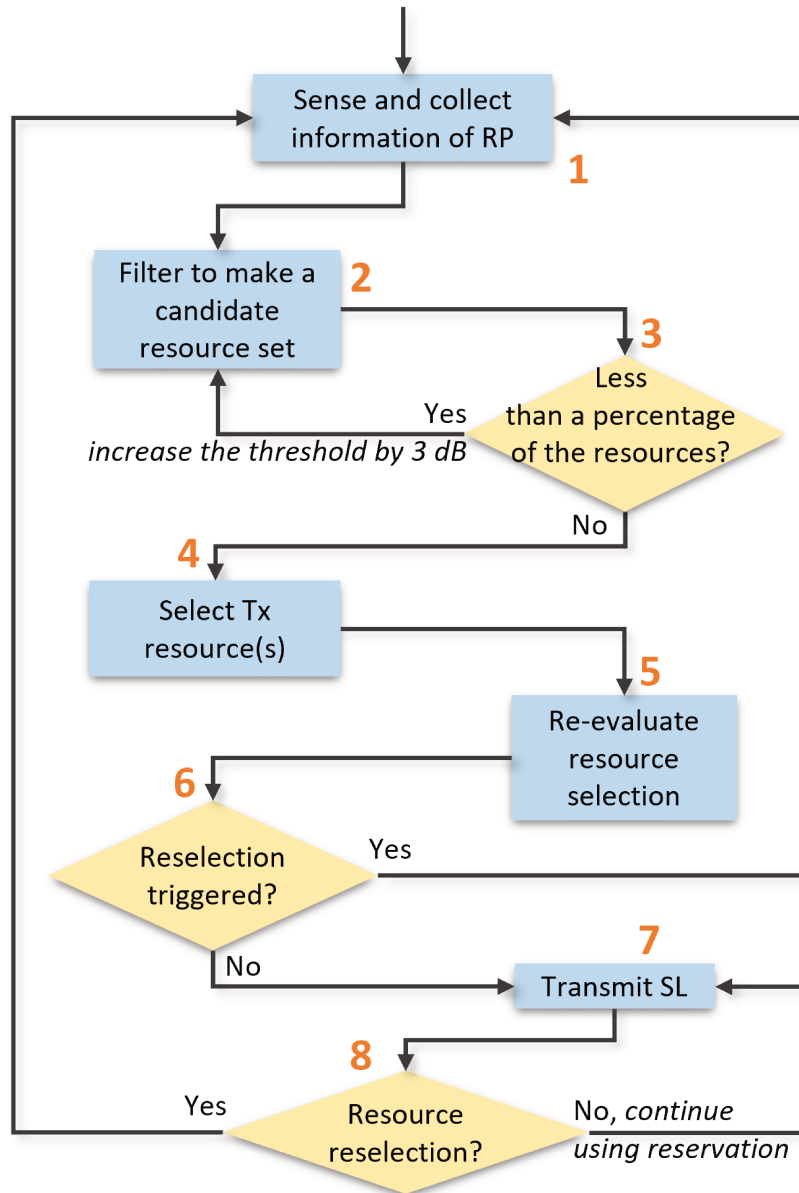 Sense and collect
information of RP
1
Filter to make a
candidate
resource set
2
3
Less
than a percentage
of the resources?
Yes
increase the threshold by 3 dB
No
4
Select Tx
resource(s)
5
Re-evaluate
resource
selection
6
Reselection
triggered?
Yes
No
7
Transmit SL
8
Resource
reselection?
Yes
No, continue
using reservation